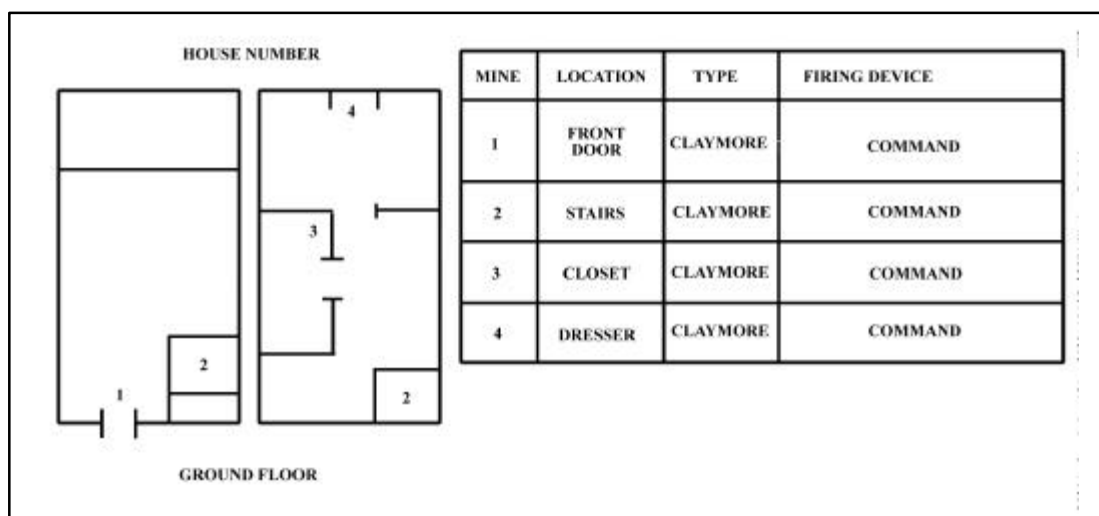 HOUSE NUMBER
4
3
2
1
2
GROUND FLOOR
MINE LOCATION TYPE FIRING DEVICE
1 FRONT DOOR CLAYMORE COMMAND
2 STAIRS CLAYMORE COMMAND
3 CLOSET CLAYMORE COMMAND
4 DRESSER CLAYMORE COMMAND